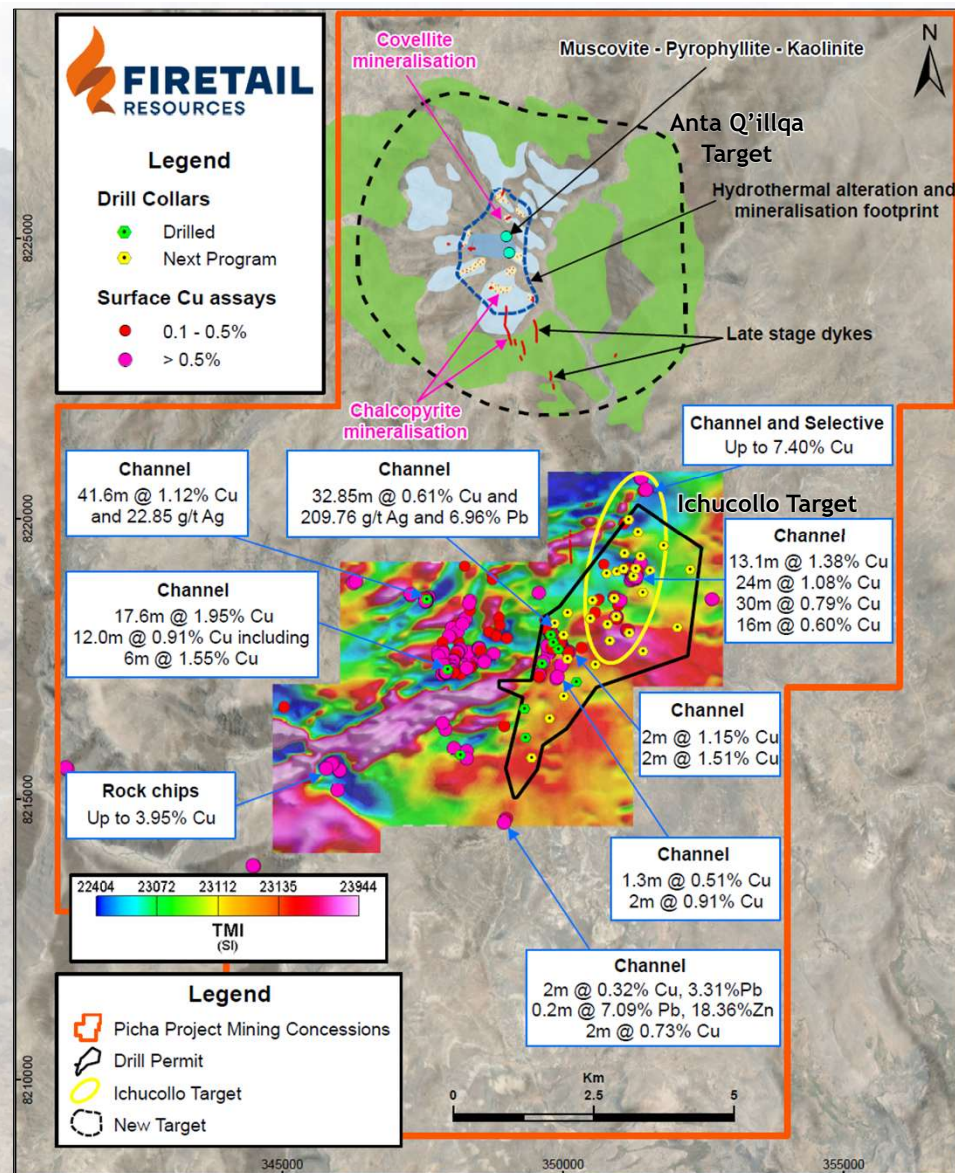 FIRETAIL
RESOURCES
Legend
Drill Collars
Drilled
Next Program
Surface Cu assays
0.1 - 0.5%
> 0.5%
Covellite
mineralisation
Muscovite - Pyrophyllite - Kaolinite
N
Anta Q'illqa
Target
Hydrothermal alteration and
mineralisation footprint
Late stage dykes
Chalcopyrite
mineralisation
Channel and Selective
Up to 7.40% Cu
Channel
41.6m @ 1.12% Cu
and 22.85 g/t Ag
Channel
32.85m @ 0.61% Cu and
209.76 g/t Ag and 6.96% Pb
Ichucollo Target
Channel
13.1m @ 1.38% Cu
24m @ 1.08% Cu
30m @ 0.79% Cu
16m @ 0.60% Cu
Channel
17.6m @ 1.95% Cu
12.0m @ 0.91% Cu including
6m @ 1.55% Cu
Channel
2m @ 1.15% Cu
2m @ 1.51% Cu
Rock chips
Up to 3.95% Cu
Channel
1.3m @ 0.51% Cu
2m @ 0.91% Cu
Channel
2m @ 0.32% Cu, 3.31%Pb
0.2m @ 7.09% Pb, 18.36%Zn
2m @ 0.73% Cu
22404 23072 23112 23135 23944
TMI
(SI)
Legend
Picha Project Mining Concessions
Drill Permit
Ichucollo Target
New Target
Km
0 2.5 5
8225000
8220000
8215000
8210000
345000 350000 355000